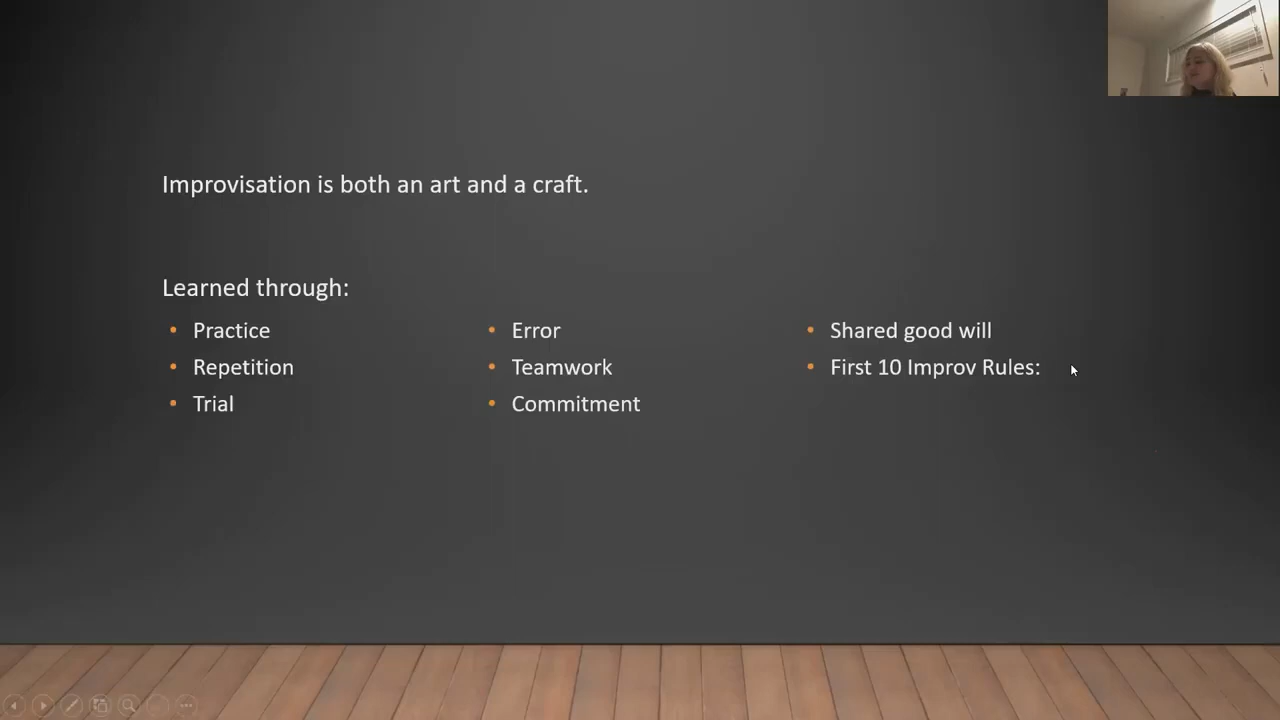 Improvisation is both an art and a craft.
Learned through:
• Practice
• Repetition
• Trial
• Error
• Teamwork
• Commitment
• Shared good will
• First 10 Improv Rules: